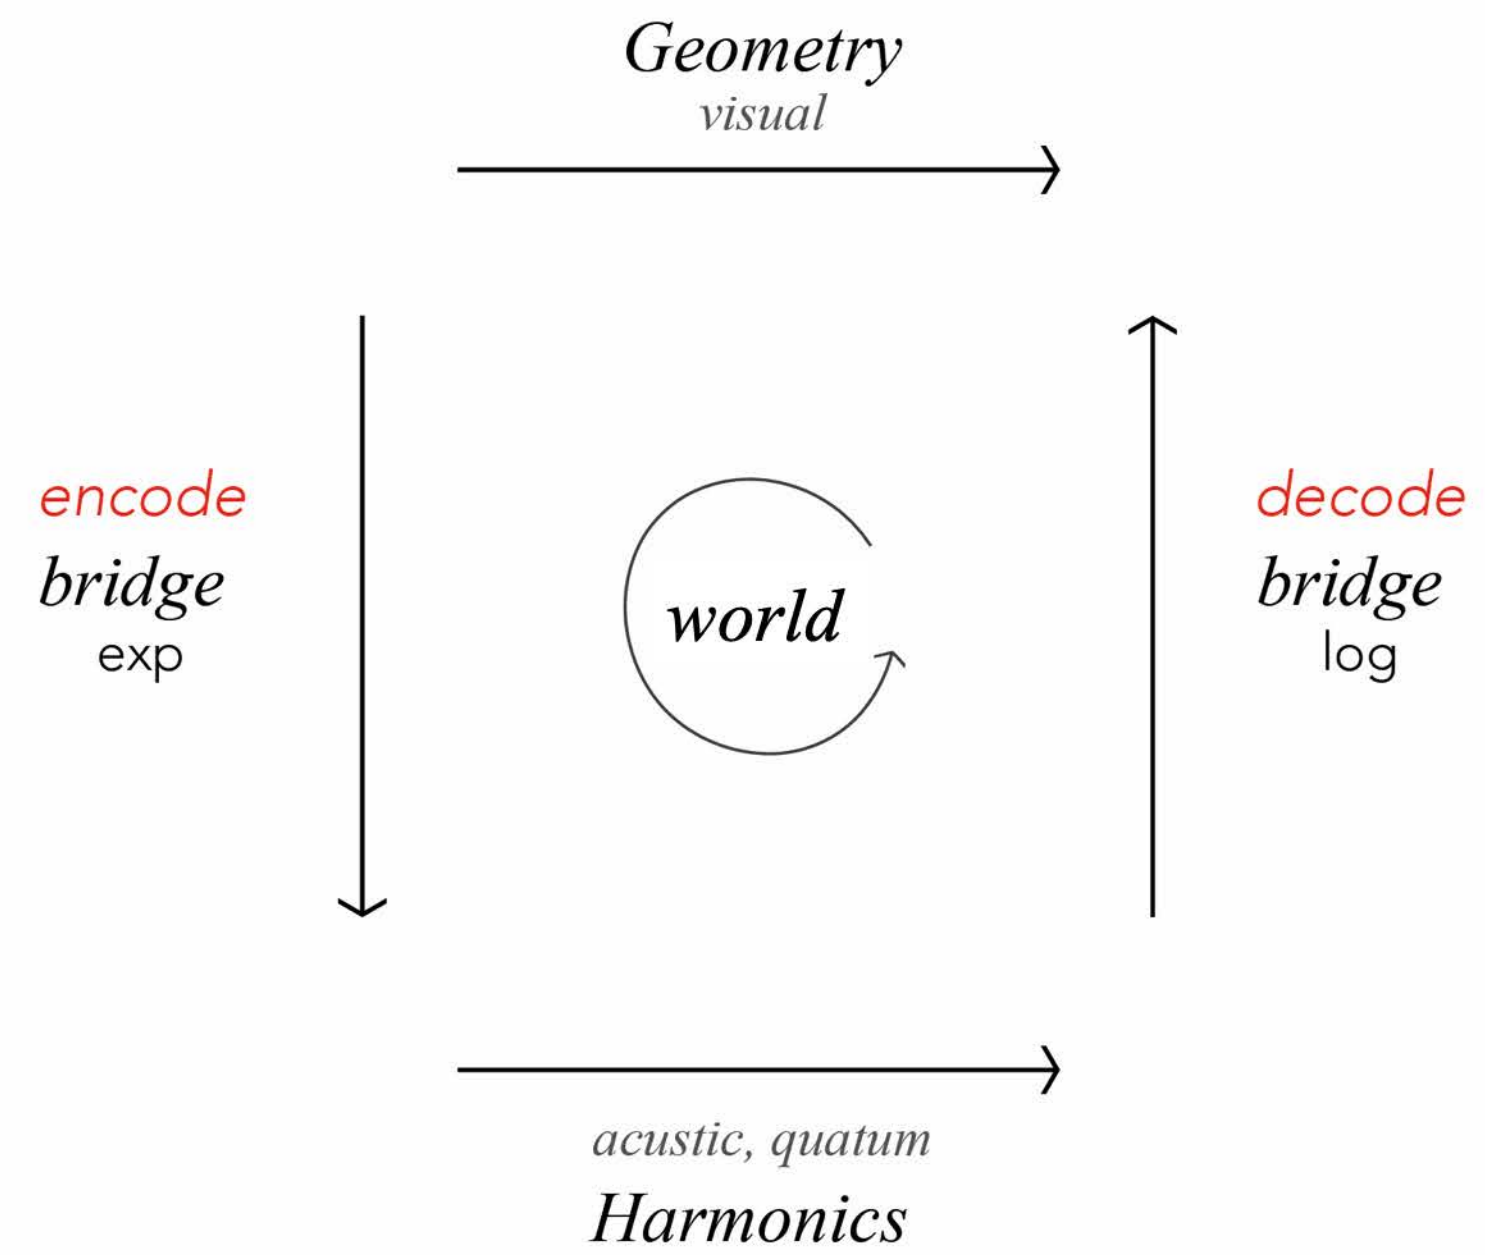 Geometry
visual
encode
bridge
exp
world
decode
bridge
log
acustic, quatum
Harmonics